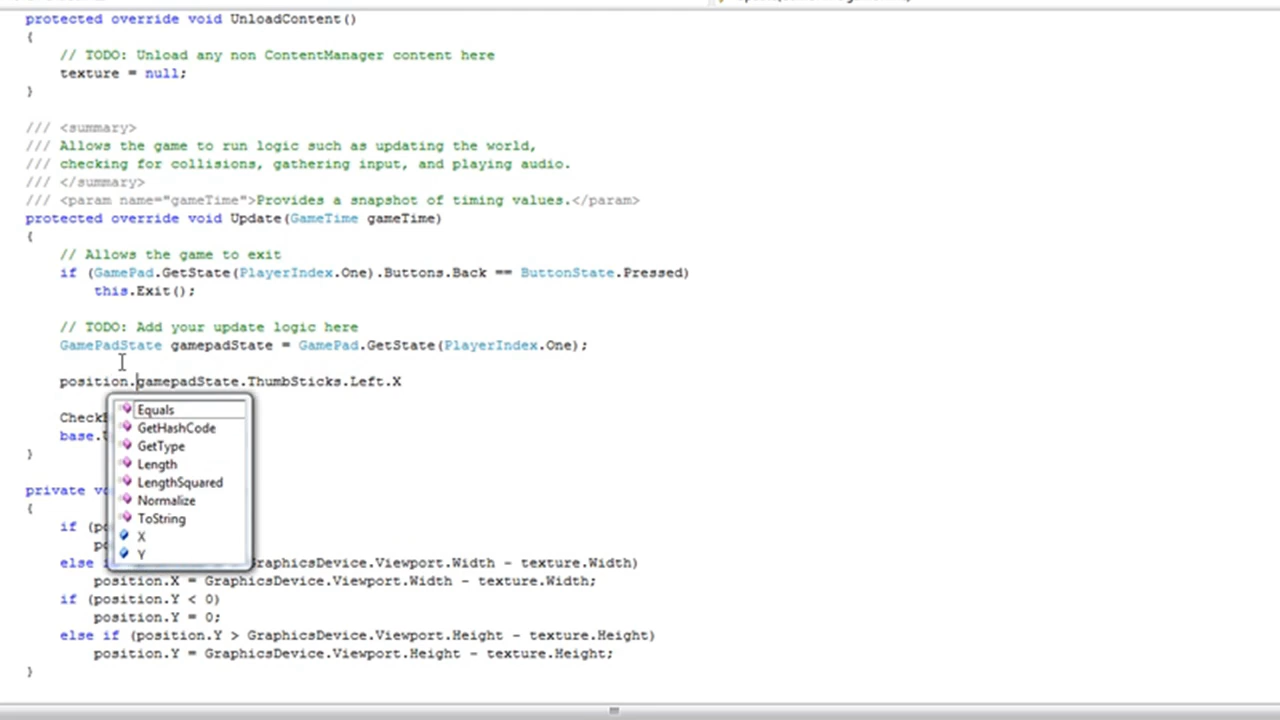 protected override void UnloadContent()
{
// TODO: Unload any non ContentManager content here
texture = null;
}
/// <summary>
/// Allows the game to run logic such as updating the world,
/// checking for collisions, gathering input, and playing audio.
/// </summary>
/// <param name="gameTime">Provides a snapshot of timing values.</param>
protected override void Update(GameTime gameTime)
{
// Allows the game to exit
if (GamePad.GetState(PlayerIndex.One).Buttons.Back == ButtonState.Pressed)
this.Exit();
// TODO: Add your update logic here
GamePadState gamepadState = GamePad.GetState(PlayerIndex.One);
position.gamepadState.ThumbSticks.Left.X
Equals
GetHashCode
GetType
Length
LengthSquared
Normalize
ToString
X
Y
Check
base.
}
private
{
if (
else GraphicsDevice.Viewport.Width - texture.Width)
position.X = GraphicsDevice.Viewport.Width - texture.Width;
if (position.Y < 0)
position.Y = 0;
else if (position.Y > GraphicsDevice.Viewport.Height - texture.Height)
position.Y = GraphicsDevice.Viewport.Height - texture.Height;
}